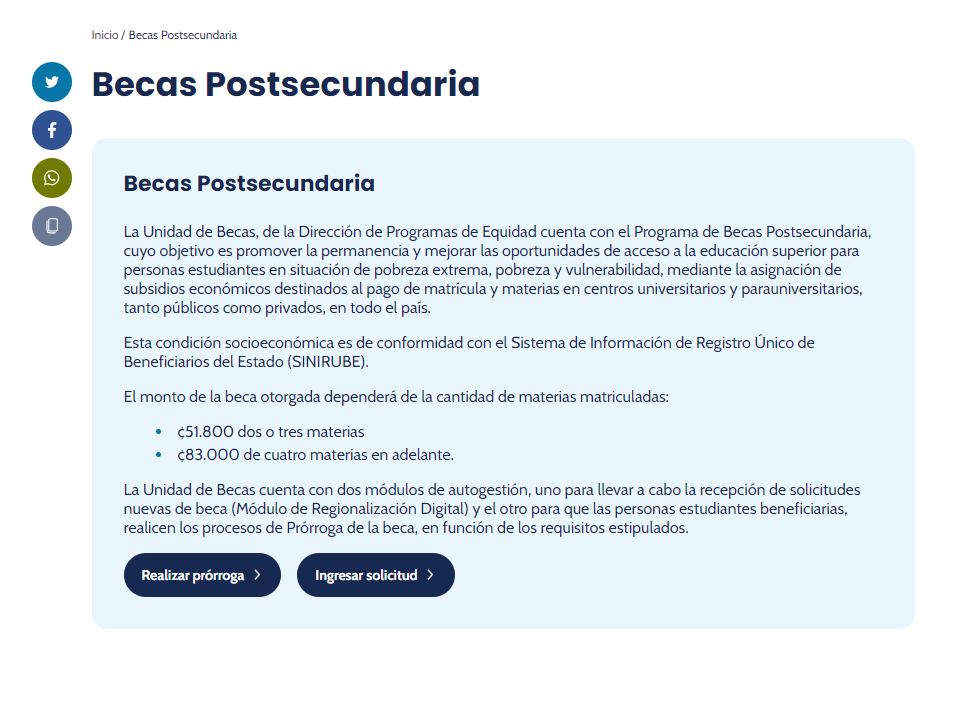 Inicio / Becas Postsecundaria
Becas Postsecundaria
Becas Postsecundaria
La Unidad de Becas, de la Dirección de Programas de Equidad cuenta con el Programa de Becas Postsecundaria,
cuyo objetivo es promover la permanencia y mejorar las oportunidades de acceso a la educación superior para
personas estudiantes en situación de pobreza extrema, pobreza y vulnerabilidad, mediante la asignación de
subsidios económicos destinados al pago de matrícula y materias en centros universitarios y parauniversitarios,
tanto públicos como privados, en todo el país.
Esta condición socioeconómica es de conformidad con el Sistema de Información de Registro Único de
Beneficiarios del Estado (SINIRUBE).
El monto de la beca otorgada dependerá de la cantidad de materias matriculadas:
• ₡51.800 dos o tres materias
• ₡83.000 de cuatro materias en adelante.
La Unidad de Becas cuenta con dos módulos de autogestión, uno para llevar a cabo la recepción de solicitudes
nuevas de beca (Módulo de Regionalización Digital) y el otro para que las personas estudiantes beneficiarias,
realicen los procesos de Prórroga de la beca, en función de los requisitos estipulados.
Realizar prórroga
Ingresar solicitud